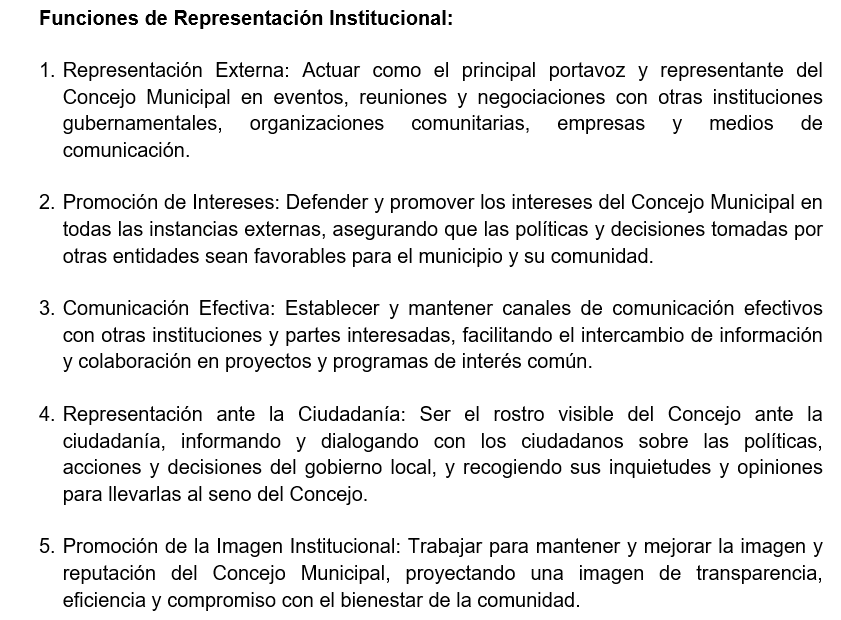 Funciones de Representación Institucional:
1. Representación Externa: Actuar como el principal portavoz y representante del
Concejo Municipal en eventos, reuniones y negociaciones con otras instituciones
gubernamentales, organizaciones comunitarias, empresas y medios de
comunicación.
2. Promoción de Intereses: Defender y promover los intereses del Concejo Municipal en
todas las instancias externas, asegurando que las políticas y decisiones tomadas por
otras entidades sean favorables para el municipio y su comunidad.
3. Comunicación Efectiva: Establecer y mantener canales de comunicación efectivos
con otras instituciones y partes interesadas, facilitando el intercambio de información
y colaboración en proyectos y programas de interés común.
4. Representación ante la Ciudadanía: Ser el rostro visible del Concejo ante la
ciudadanía, informando y dialogando con los ciudadanos sobre las políticas,
acciones y decisiones del gobierno local, y recogiendo sus inquietudes y opiniones
para llevarlas al seno del Concejo.
5. Promoción de la Imagen Institucional: Trabajar para mantener y mejorar la imagen y
reputación del Concejo Municipal, proyectando una imagen de transparencia,
eficiencia y compromiso con el bienestar de la comunidad.